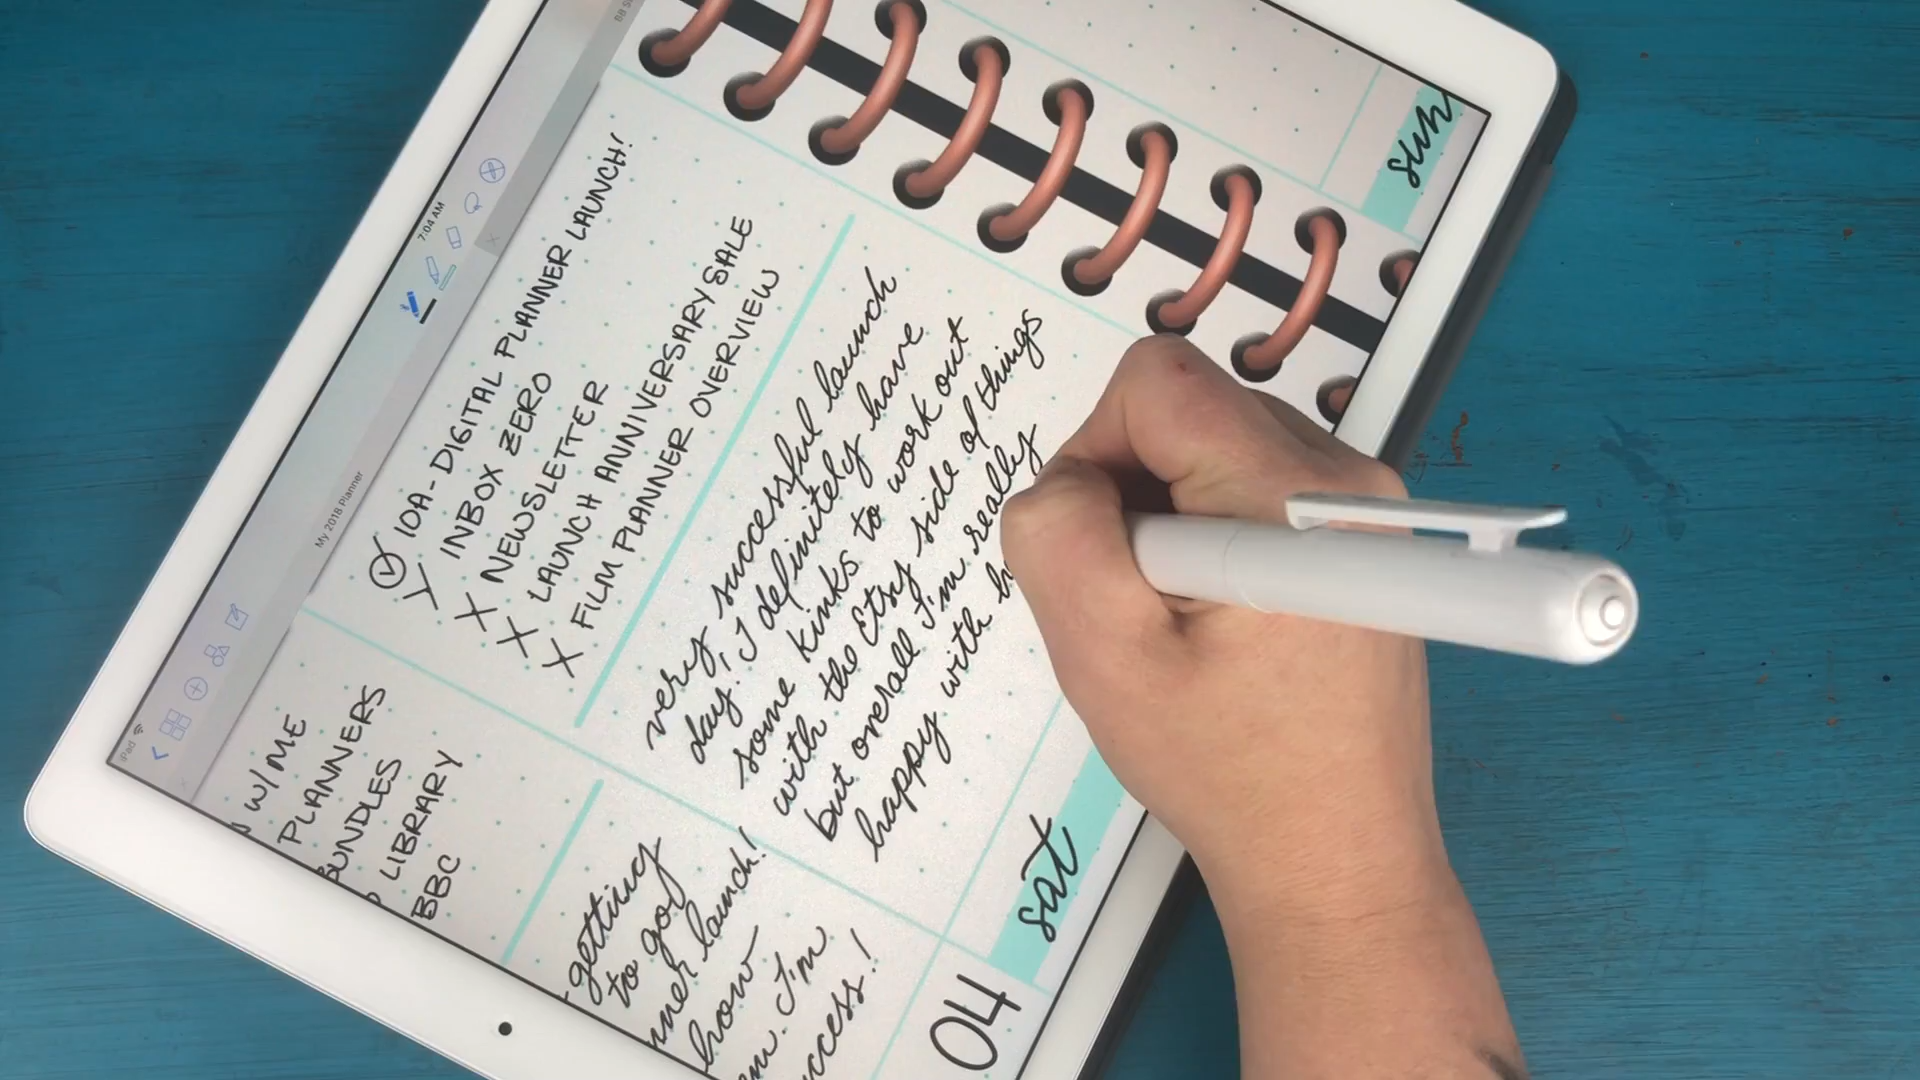 iPad
7:04 AM
My 2018 Planner
BB
W/ ME
PLANNERS
BUNDLES
LIBRARY
BBC
getting
to go!
launch!
how
I'm
10A-DIGITAL PLANNER LAUNCH!
INBOX ZERO
NEWSLETTER
LAUNCH ANNIVERSARY SALE
FILM PLANNER OVERVIEW
very successful launch
day! I definitely have
some kinks to work out
with the Etsy side of things
but overall I'm really
happy with
04
sat
sun